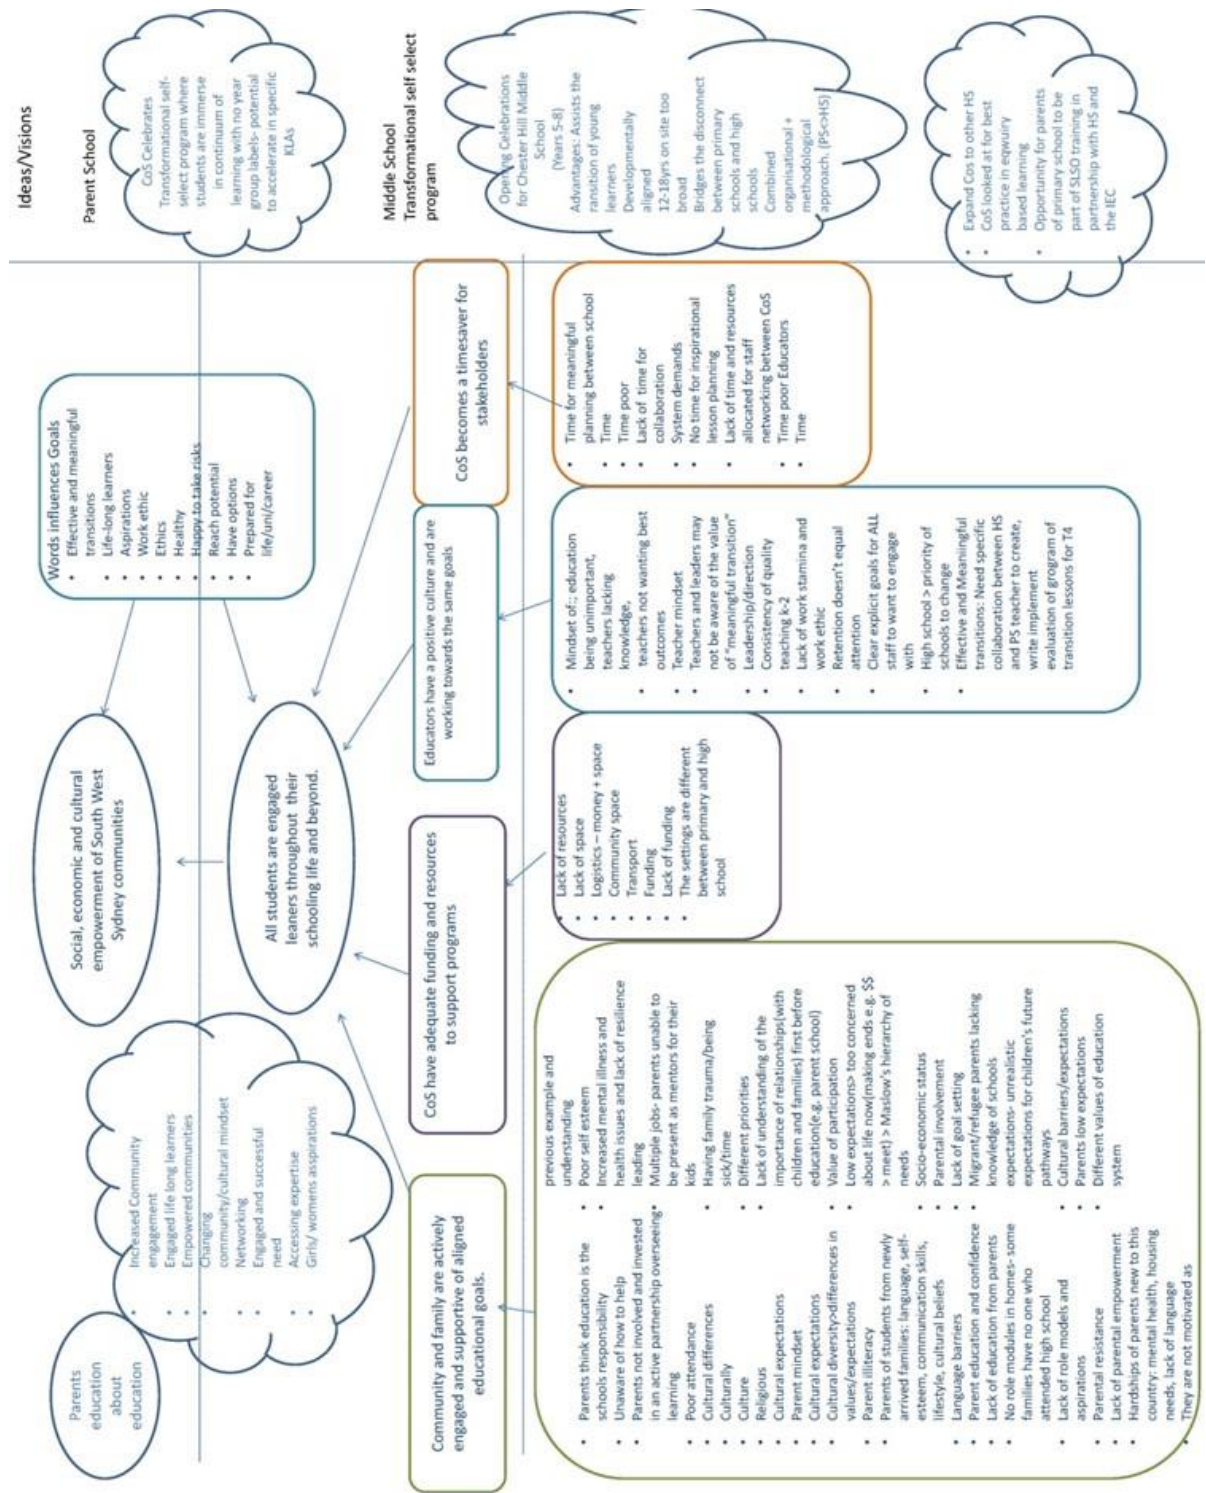 Ideas/Visions
Parent School
CoS Celebrates
Transformational self-
select program where
students are immerse
in continuum of
learning with no year
group labels- potential
to accelerate in specific
KLAs
Middle School
Transformational self select
program
Opening Celebrations
for Chester Hill Middle
School
(Years 5-8)
Advantages: Assists the
transition of young
learners
Developmentally
aligned
12-18yrs on site too
broad
Bridges the disconnect
between primary
schools and high
schools
Combined
organisational +
methodological
approach. (PS<>HS)
• Expand Cos to other HS
• CoS looked at for best
practice in eqwuiry
based learning
• Opportunity for parents
of primary school to be
part of SLSO training in
partnership with HS and
the IEC
Words influences Goals
• Effective and meaningful
transitions
• Life-long learners
• Aspirations
• Work ethic
• Ethics
• Healthy
• Happy to take risks
• Reach potential
• Have options
• Prepared for
life/uni/career
Social, economic and cultural
empowerment of South West
Sydney communities
All students are engaged
leaners throughout their
schooling life and beyond.
Parents
education
about
education
• Increased Community
engagement
• Engaged life long learners
• Empowered communities
• Changing
community/cultural mindset
• Networking
• Engaged and successful
need
• Accessing expertise
• Girls/ womens aspirations
Community and family are actively
engaged and supportive of aligned
educational goals.
CoS have adequate funding and resources
to support programs
Educators have a positive culture and are
working towards the same goals
CoS becomes a timesaver for
stakeholders
• Parents think education is the
schools responsibility
• Unaware of how to help
• Parents not involved and invested
in an active partnership overseeing
learning
• Poor attendance
• Cultural differences
• Culturally
• Culture
• Religious
• Cultural expectations
• Parent mindset
• Cultural expectations
• Cultural diversity>differences in
values/expectations
• Parent illiteracy
• Parents of students from newly
arrived families: language, self-
esteem, communication skills,
lifestyle, cultural beliefs
• Language barriers
• Parent education and confidence
• Lack of education from parents
• No role modules in homes- some
families have no one who
attended high school
• Lack of role models and
aspirations
• Parental resistance
• Lack of parental empowerment
• Hardships of parents new to this
country: mental health, housing
needs, lack of language
• They are not motivated as
previous example and
understanding
• Poor self esteem
• Increased mental illness and
health issues and lack of resilience
leading
• Multiple jobs- parents unable to
be present as mentors for their
kids
• Having family trauma/being
sick/time
• Different priorities
• Lack of understanding of the
importance of relationships(with
children and families) first before
education(e.g. parent school)
• Value of participation
• Low expectations> too concerned
about life now(making ends e.g. $$
> meet) > Maslow's hierarchy of
needs
• Socio-economic status
• Parental involvement
• Lack of goal setting
• Migrant/refugee parents lacking
knowledge of schools
expectations- unrealistic
expectations for children's future
pathways
• Cultural barriers/expectations
• Parents low expectations
• Different values of education
system
• Lack of resources
• Lack of space
• Logistics – money + space
• Community space
• Transport
• Funding
• Lack of funding
• The settings are different
between primary and high
school
• Mindset of:; education
being unimportant,
teachers lacking
knowledge,
• teachers not wanting best
outcomes
• Teacher mindset
• Teachers and leaders may
not be aware of the value
of "meaningful transition"
• Leadership/direction
• Consistency of quality
teaching k-2
• Lack of work stamina and
work ethic
• Retention doesn't equal
attention
• Clear explicit goals for ALL
staff to want to engage
with
• High school > priority of
schools to change
• Effective and Meaniingful
transitions: Need specific
collaboration between HS
and PS teacher to create,
write implement
evaluation of grogram of
transition lessons for T4
• Time for meaningful
planning between school
• Time
• Time poor
• Lack of time for
collaboration
• System demands
• No time for inspirational
lesson planning
• Lack of time and resources
allocated for staff
networking between CoS
• Time poor Educators
• Time